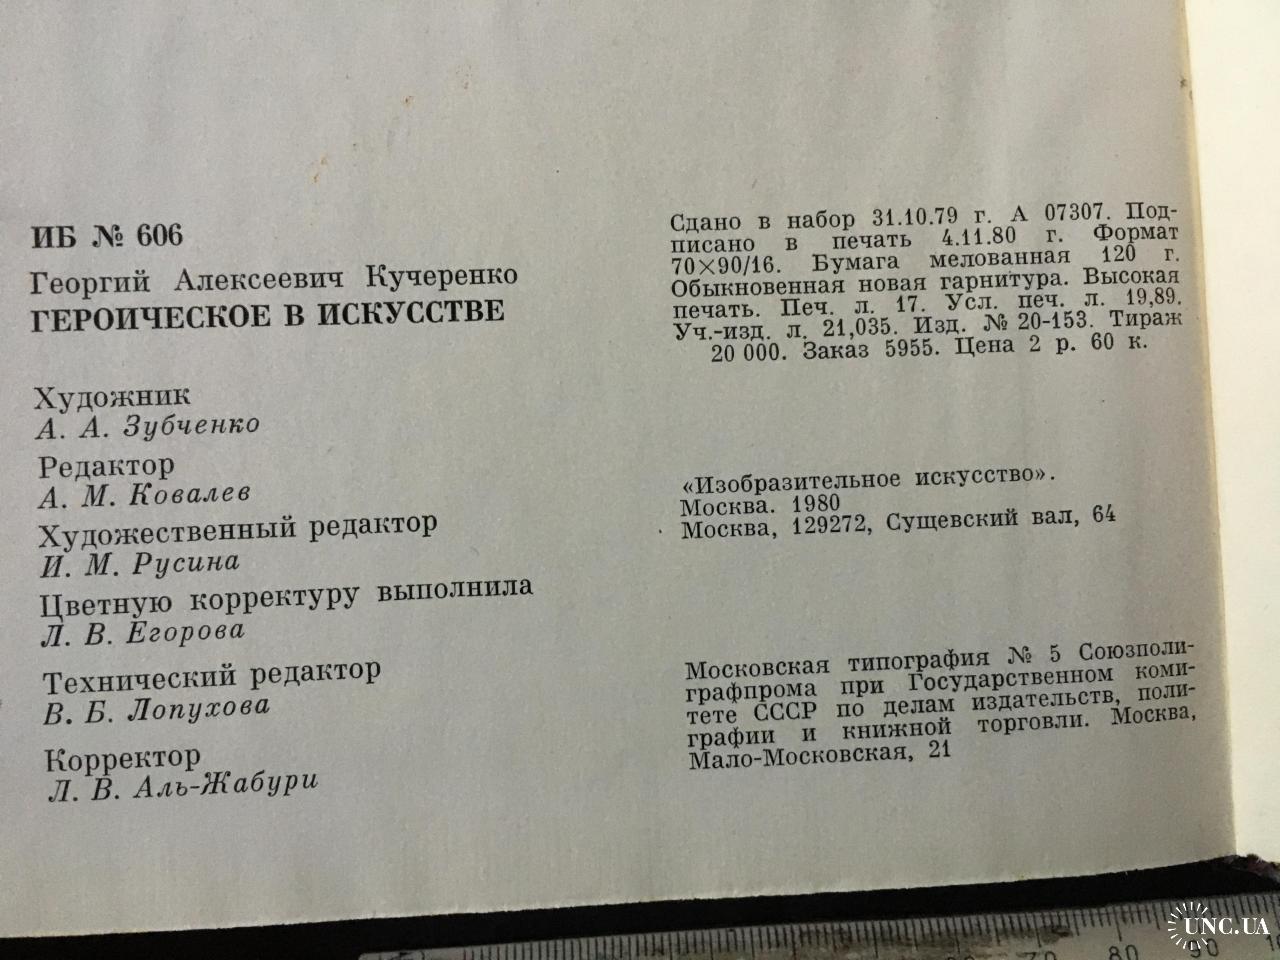 ИБ № 606
Георгий Алексеевич Кучеренко
ГЕРОИЧЕСКОЕ В ИСКУССТВЕ
Художник
А. А. Зубченко
Редактор
А. М. Ковалев
Художественный редактор
И. М. Русина
Цветную корректуру выполнила
Л. В. Егорова
Технический редактор
В. Б. Лопухова
Корректор
Л. В. Аль-Жабури
Сдано в набор 31.10.79 г. А 07307. Под-
писано в печать 4.11.80 г. Формат
70×90/16. Бумага мелованная 120 г.
Обыкновенная новая гарнитура. Высокая
печать. Печ. л. 17. Усл. печ. л. 19,89.
Уч.-изд. л. 21,035. Изд. № 20-153. Тираж
20 000. Заказ 5955. Цена 2 р. 60 к.
«Изобразительное искусство».
Москва. 1980
Москва, 129272, Сущевский вал, 64
Московская типография № 5 Союзполи-
графпрома при Государственном коми-
тете СССР по делам издательств, поли-
графии и книжной торговли. Москва,
Мало-Московская, 21
70 80 90
UNC.UA